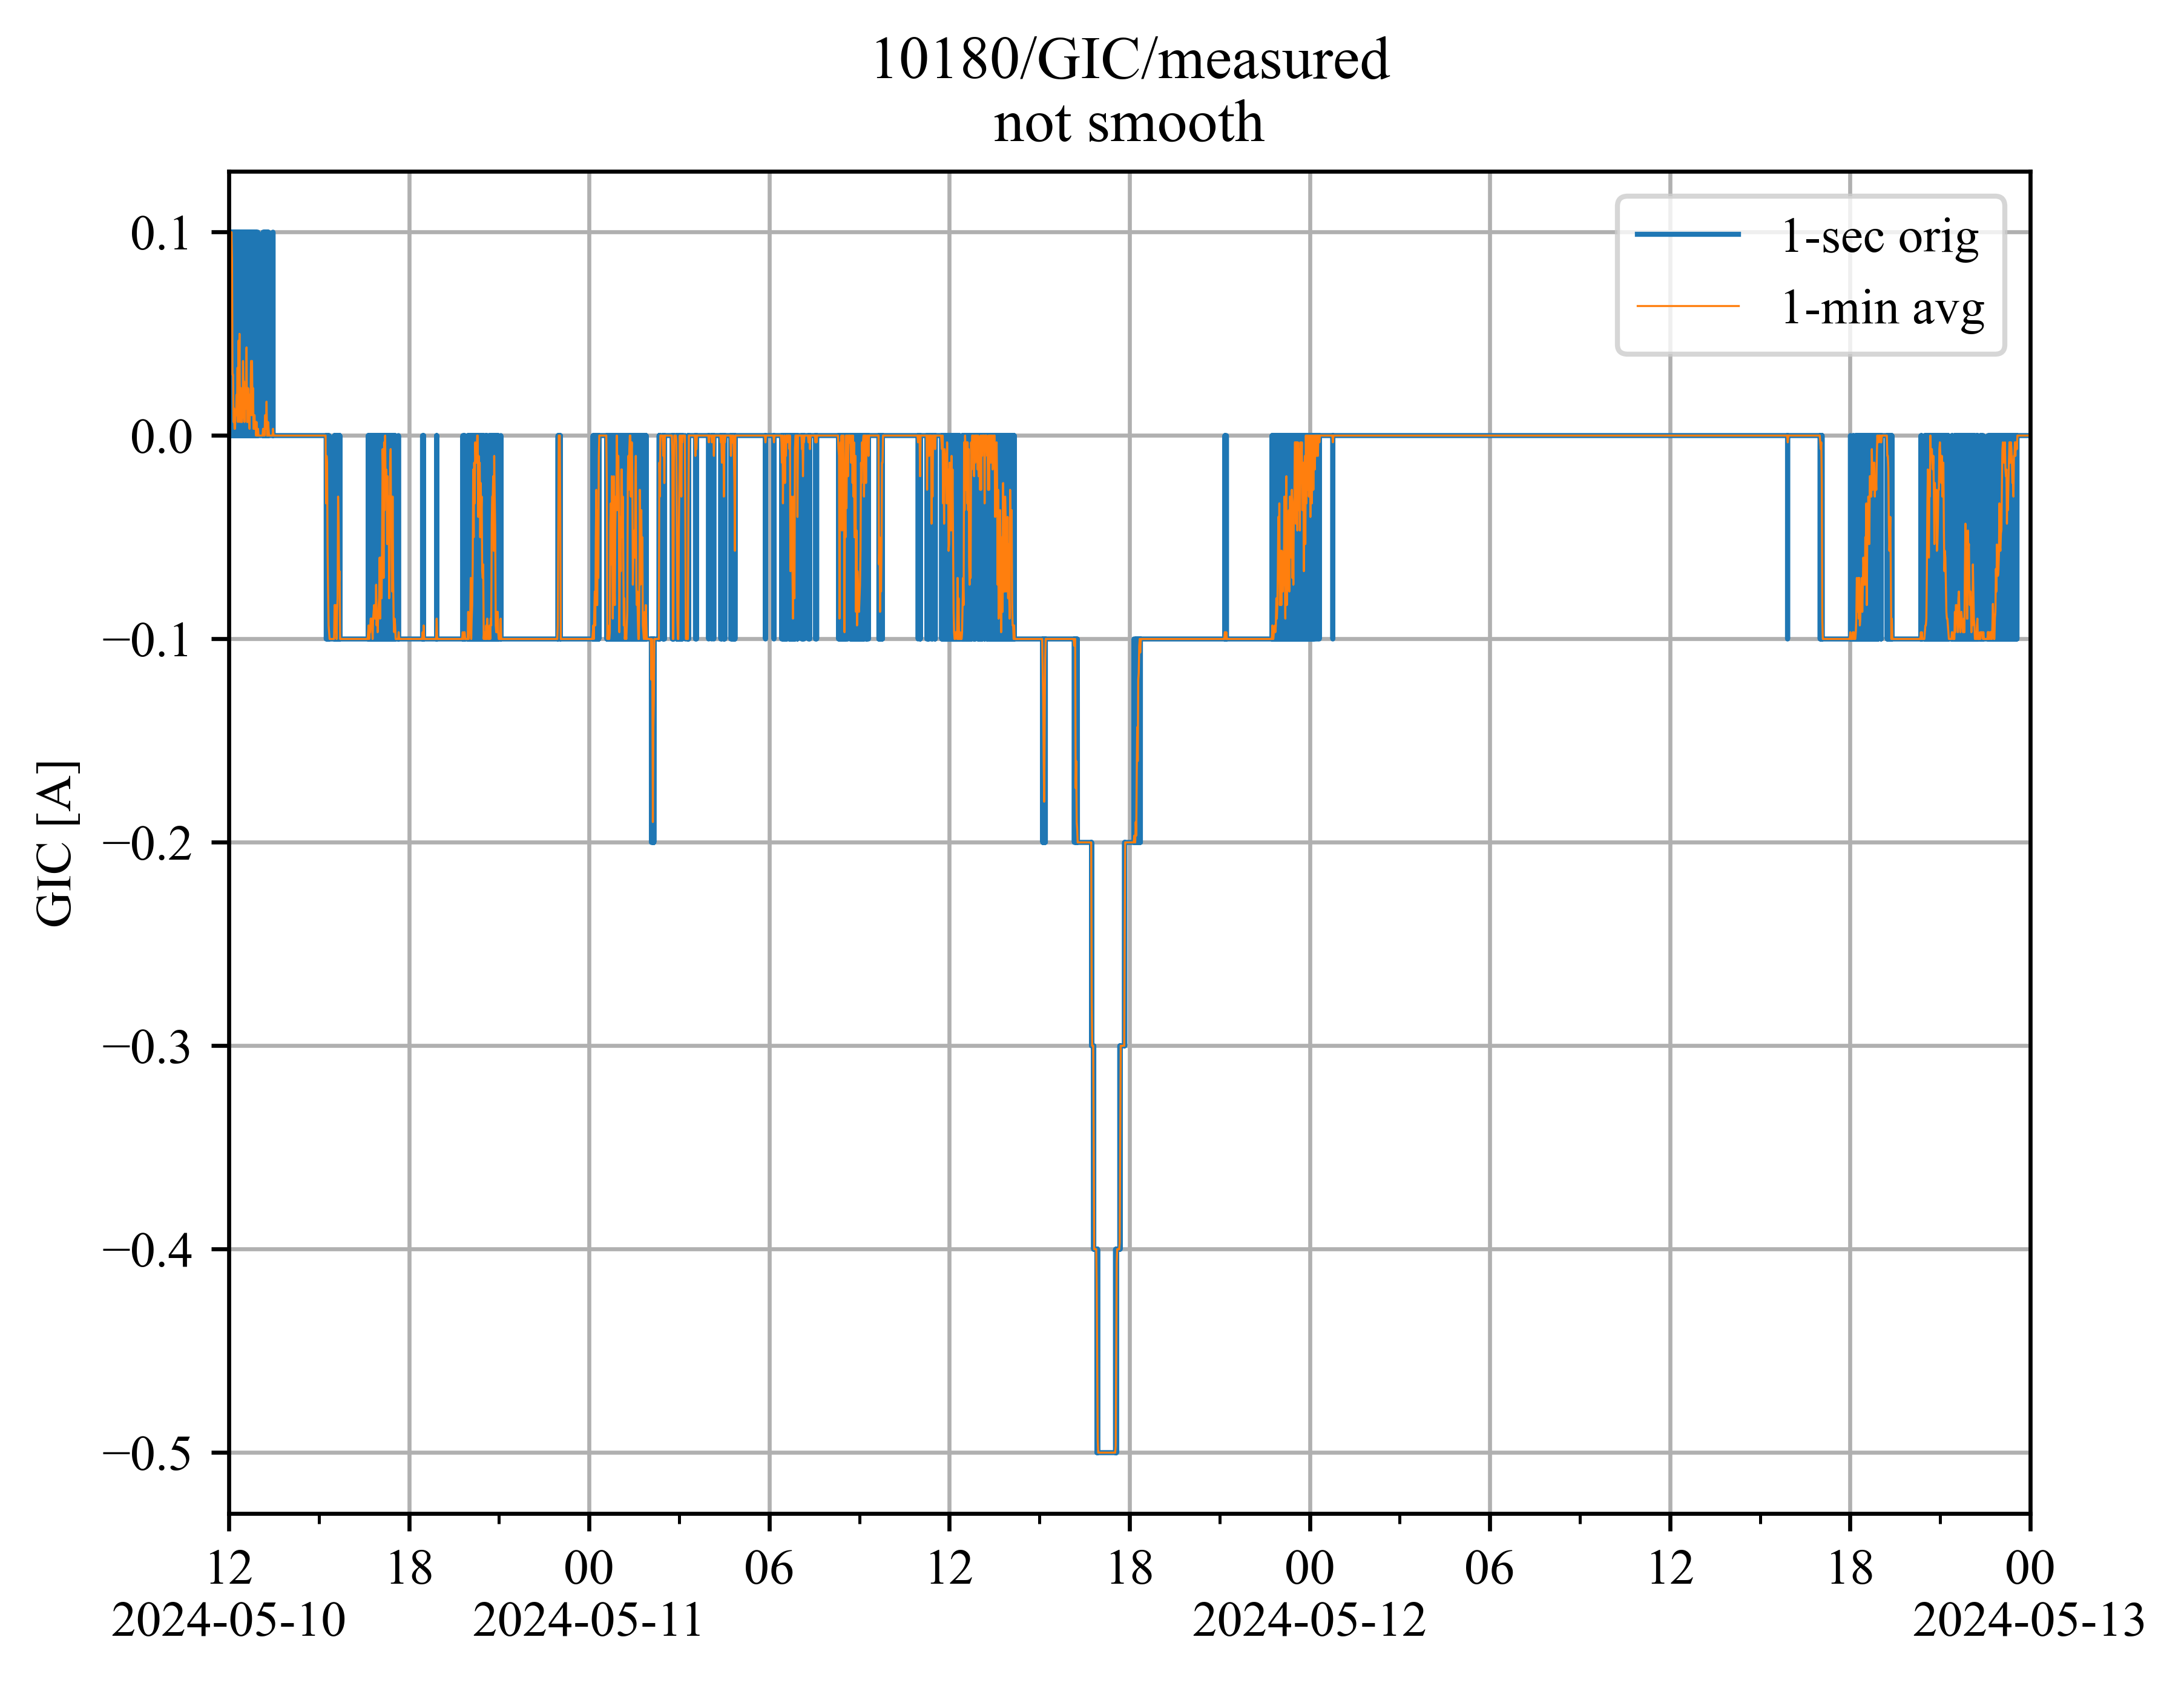 10180/GIC/measured
not smooth
1-sec orig
1-min avg
GIC [A]
0.1
0.0
−0.1
−0.2
−0.3
−0.4
−0.5
12 18 00 06 12 18 00 06 12 18 00
2024-05-10 2024-05-11 2024-05-12 2024-05-13